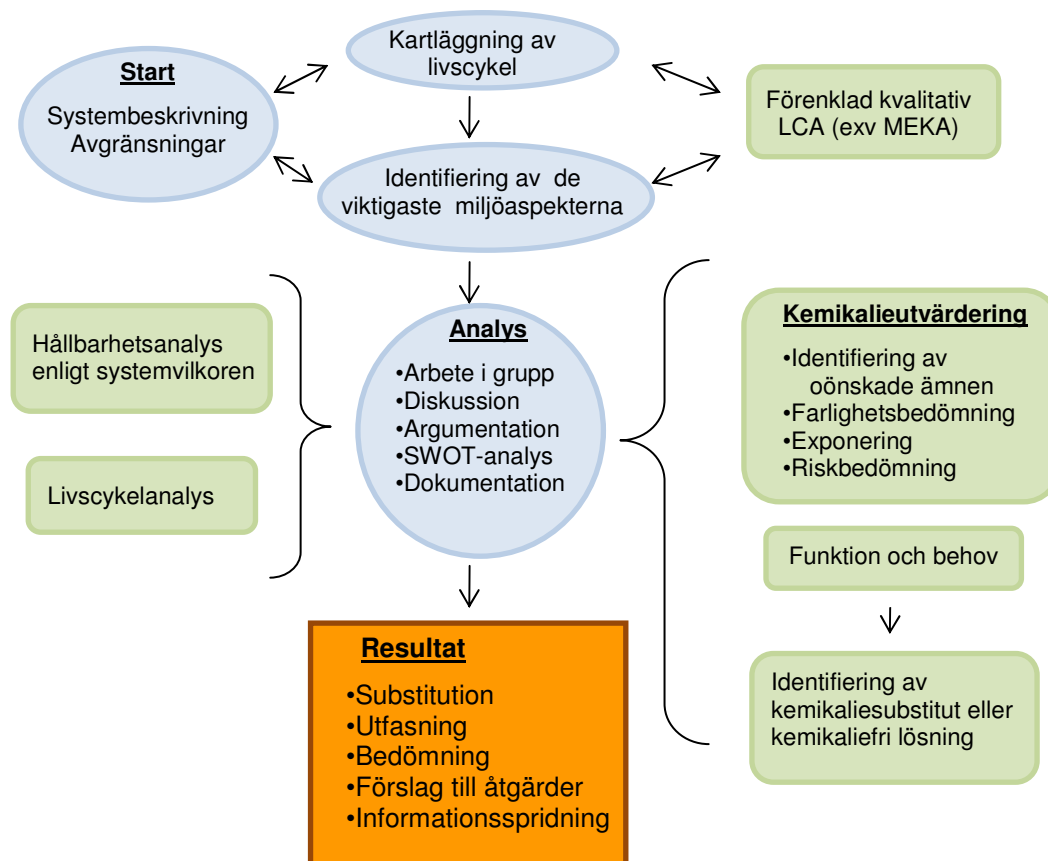 Kartläggning av
livscykel
Start
Systembeskrivning
Avgränsningar
Förenklad kvalitativ
LCA (exv MEKA)
Identifiering av de
viktigaste miljöaspekterna
Hållbarhetsanalys
enligt systemvilkoren
Livscykelanalys
Analys
•Arbete i grupp
•Diskussion
•Argumentation
•SWOT-analys
•Dokumentation
Kemikalieutvärdering
•Identifiering av
oönskade ämnen
•Farlighetsbedömning
•Exponering
•Riskbedömning
Funktion och behov
Identifiering av
kemikaliesubstitut eller
kemikaliefri lösning
Resultat
•Substitution
•Utfasning
•Bedömning
•Förslag till åtgärder
•Informationsspridning